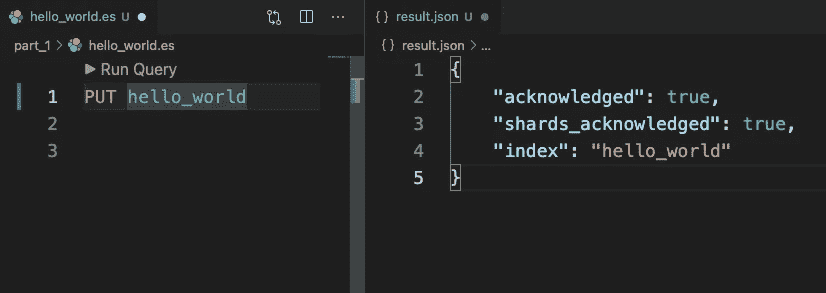 hello_world.es U
part_1 > hello_world.es
Run Query
1 PUT hello_world
2
3
{ } result.json U
{ } result.json > ...
1 {
2 "acknowledged": true,
3 "shards_acknowledged": true,
4 "index": "hello_world"
5 }